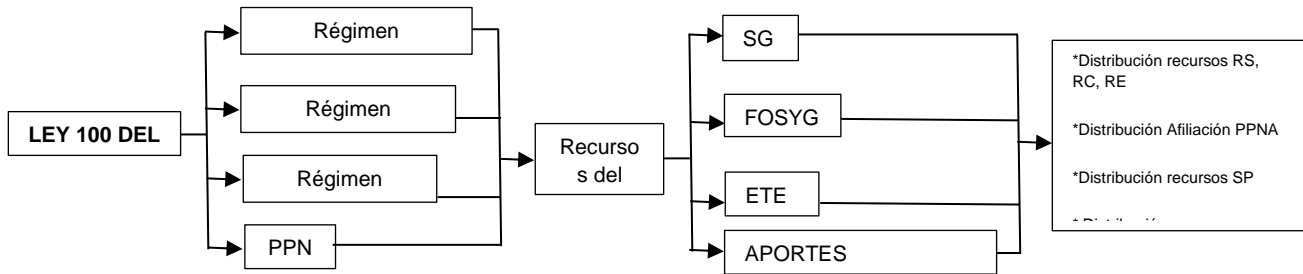 LEY 100 DEL
Régimen
Régimen
Régimen
PPN
Recurso
s del
SG
FOSYG
ETE
APORTES
*Distribución recursos RS,
RC, RE
*Distribución Afiliación PPNA
*Distribución recursos SP